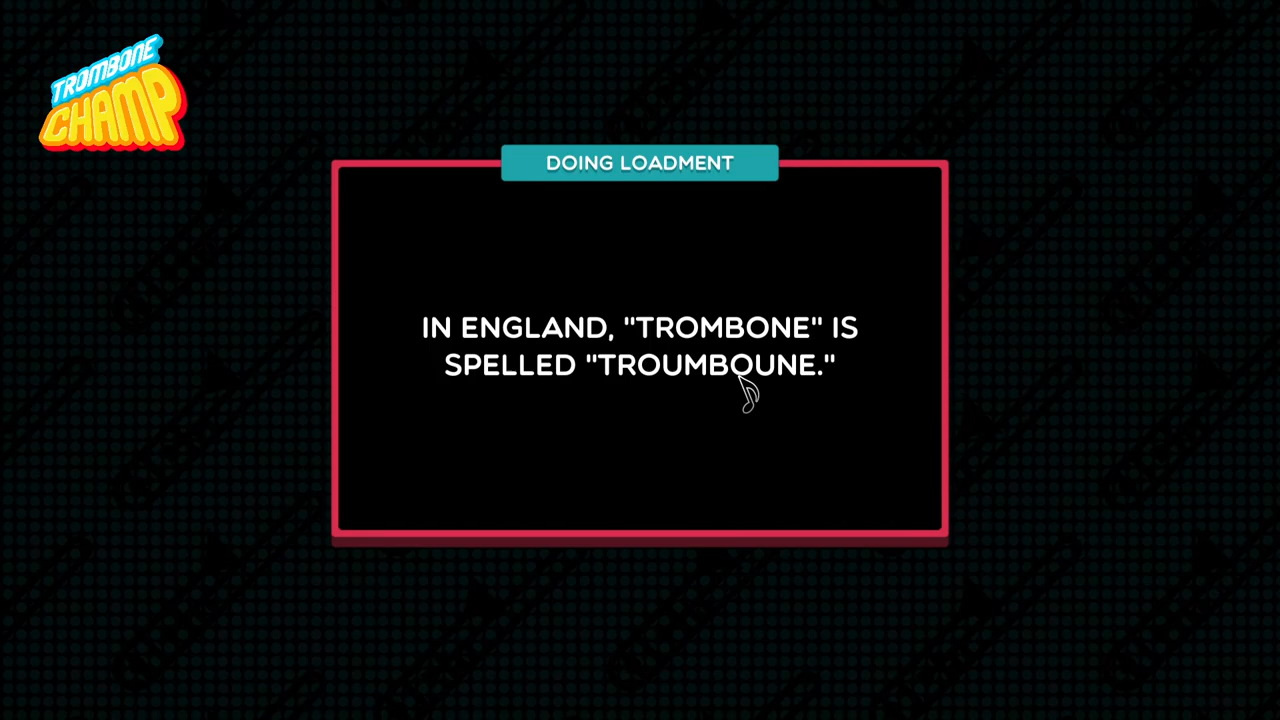 TROMBONE
CHAMP
DOING LOADMENT
IN ENGLAND, "TROMBONE" IS
SPELLED "TROUMBOUNE."